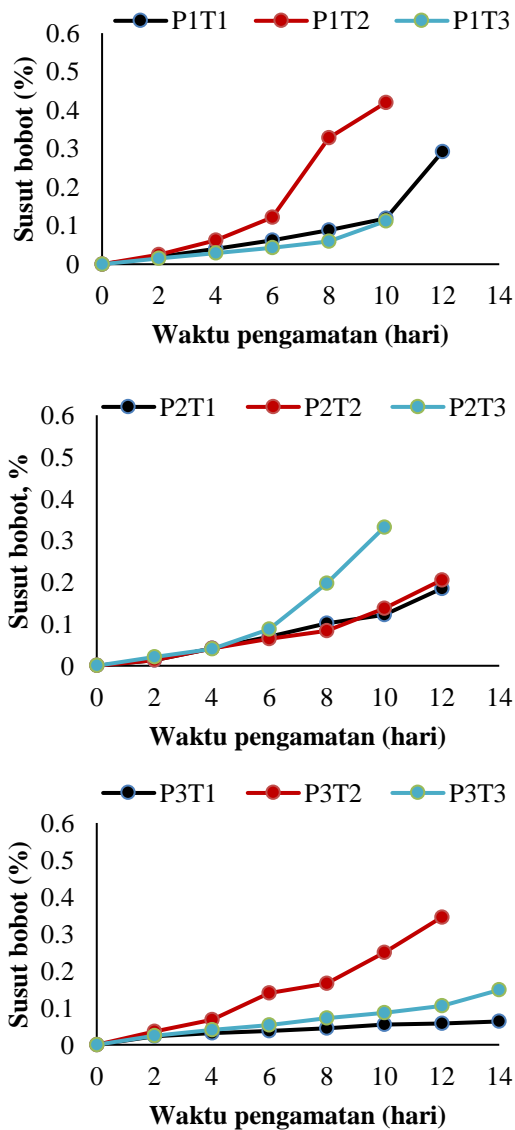 P1T1 P1T2 P1T3
Susut bobot (%)
0.6
0.5
0.4
0.3
0.2
0.1
0
0 2 4 6 8 10 12 14
Waktu pengamatan (hari)
P2T1 P2T2 P2T3
Susut bobot, %
0.6
0.5
0.4
0.3
0.2
0.1
0
0 2 4 6 8 10 12 14
Waktu pengamatan (hari)
P3T1 P3T2 P3T3
Susut bobot (%)
0.6
0.5
0.4
0.3
0.2
0.1
0
0 2 4 6 8 10 12 14
Waktu pengamatan (hari)